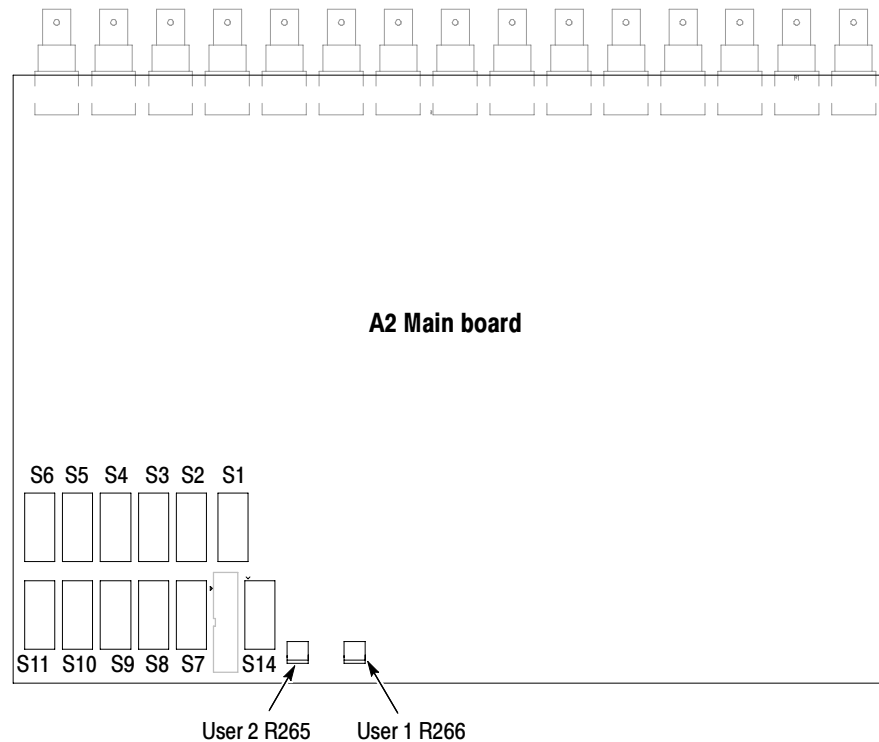 A2 Main board
S6 S5 S4 S3 S2 S1
S11 S10 S9 S8 S7 S14
User 2 R265 User 1 R266